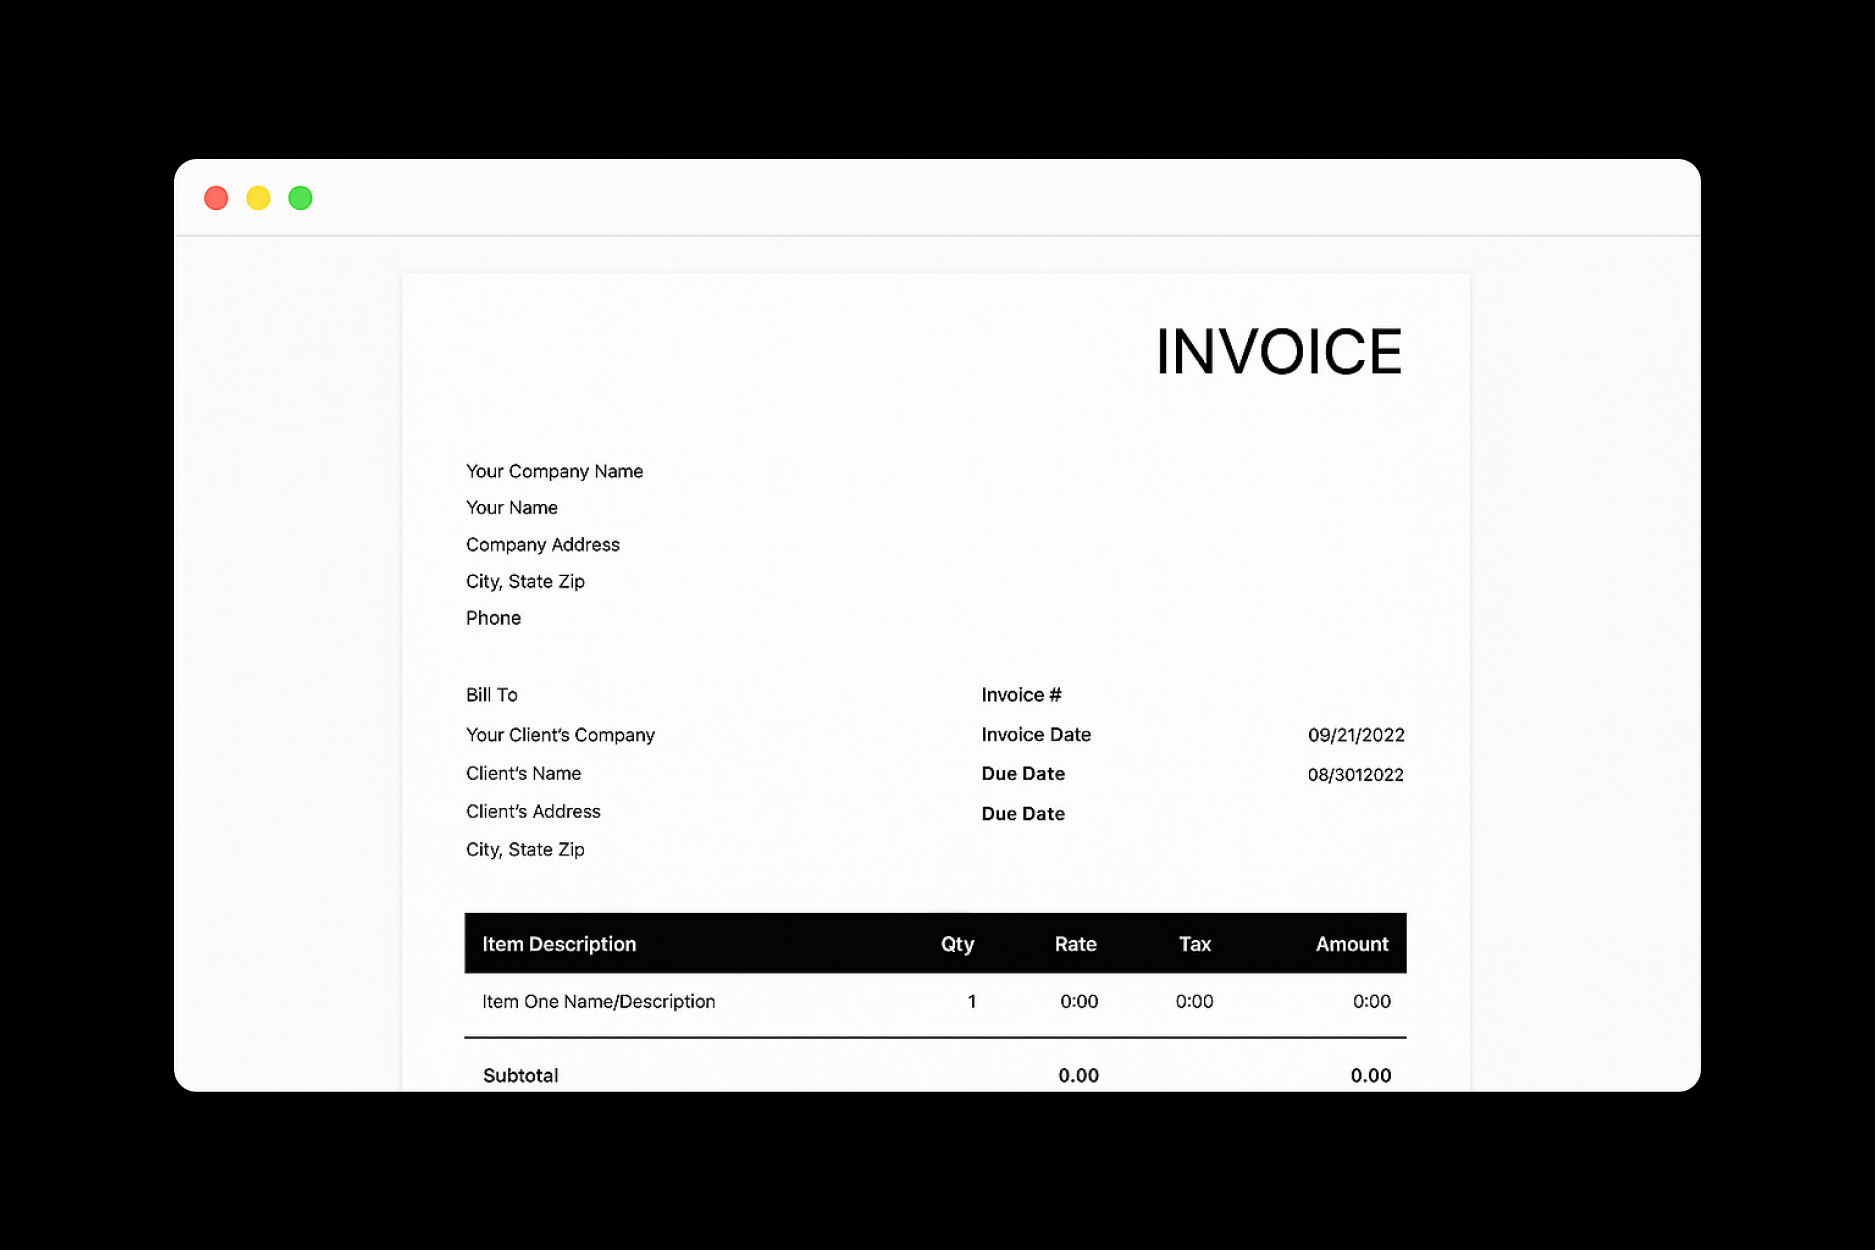 INVOICE
Your Company Name
Your Name
Company Address
City, State Zip
Phone
Bill To
Your Client’s Company
Client’s Name
Client’s Address
City, State Zip
Invoice #
Invoice Date 09/21/2022
Due Date 08/3012022
Due Date
Item Description Qty Rate Tax Amount
Item One Name/Description 1 0:00 0:00 0:00
Subtotal 0.00 0.00